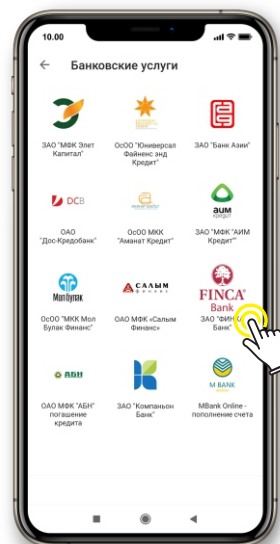 10.00
Банковские услуги
ЗАО "МФК Элет
Капитал"
ОсОО "Юниверсал
Файненс энд
Кредит"
ЗАО "Банк Азии"
DCB
АИМ
КРЕДИТ
ОАО
"Дос-Кредобанк"
ОсОО МКК
"Аманат Кредит"
ЗАО "МФК "АИМ
Кредит""
Мол Булак
САЛЫМ
ФИНАНС
FINCA
Bank
ОсОО "МКК Мол
Булак Финанс"
ОАО МФК «Салым
Финанс»
ЗАО "ФИН
Банк"
АБН
M BANK
ОАО МФК "АБН"
погашение
кредита
ЗАО "Компаньон
Банк"
MBank Online -
пополнение счета